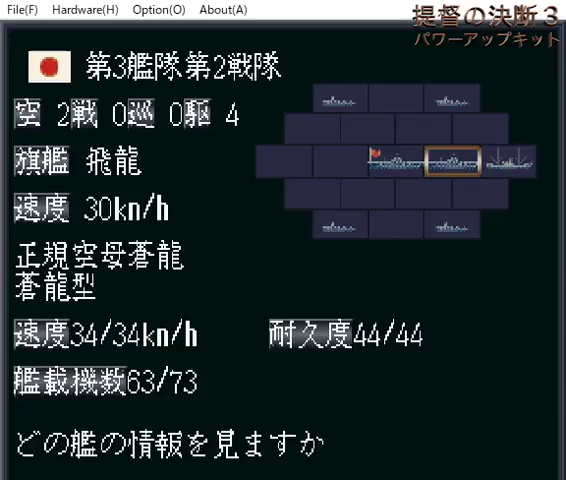 File(F) Hardware(H) Option(O) About(A)
提督の決断3
パワーアップキット
第3艦隊第2戦隊
空 2戦 0巡 0駆 4
旗艦 飛龍
速度 30kn/h
正規空母蒼龍
蒼龍型
速度34/34kn/h 耐久度44/44
艦載機数63/73
どの艦の情報を見ますか